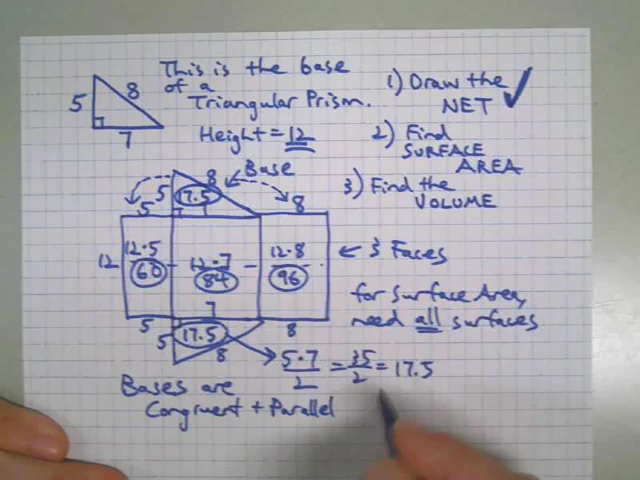 This is the base
of a
Triangular Prism.
Height = 12
5
8
7
1) Draw the
NET ✓
2) Find
SURFACE
AREA
3) Find the
VOLUME
Base
5
8
17.5
7
5
8
12
12·5
60
12·7
84
12·8
96
← 3 Faces
7
5
8
5
17.5
8
for Surface Area,
need all surfaces
5·7/2 = 35/2 = 17.5
Bases are
Congruent + Parallel